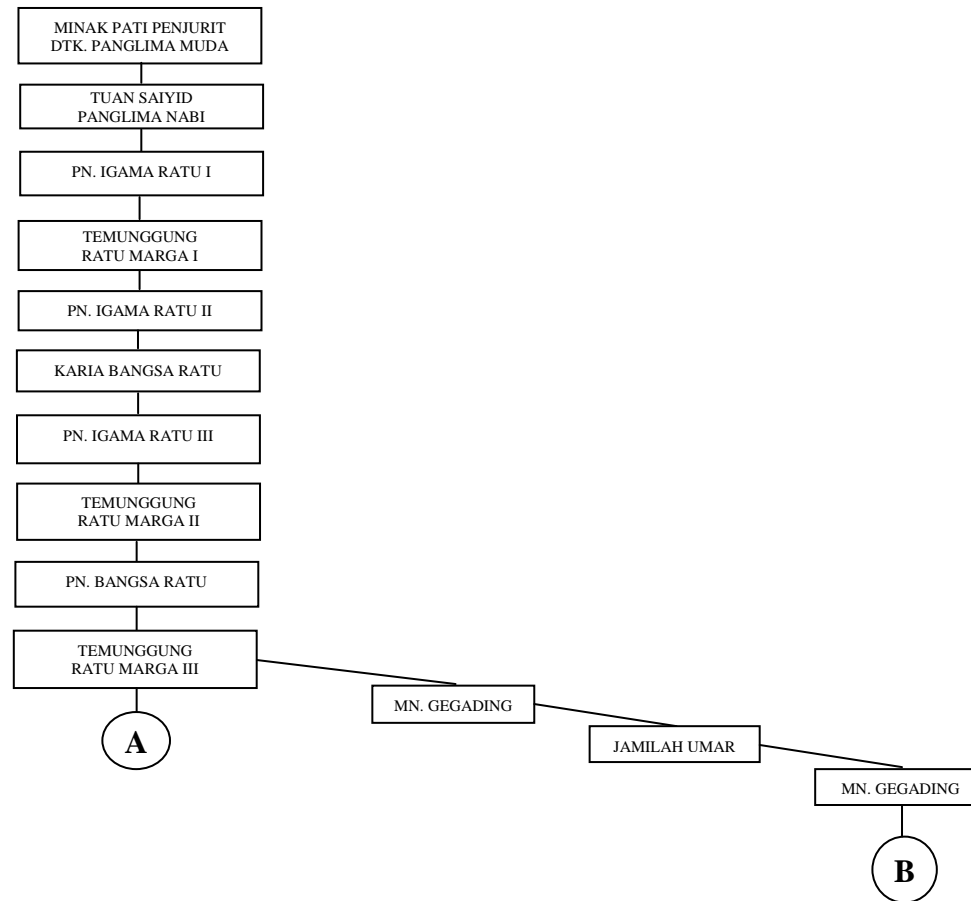 MINAK PATI PENJURIT
DTK. PANGLIMA MUDA
TUAN SAIYID
PANGLIMA NABI
PN. IGAMA RATU I
TEMUNGGUNG
RATU MARGA I
PN. IGAMA RATU II
KARIA BANGSA RATU
PN. IGAMA RATU III
TEMUNGGUNG
RATU MARGA II
PN. BANGSA RATU
TEMUNGGUNG
RATU MARGA III
MN. GEGADING
A
JAMILAH UMAR
MN. GEGADING
B